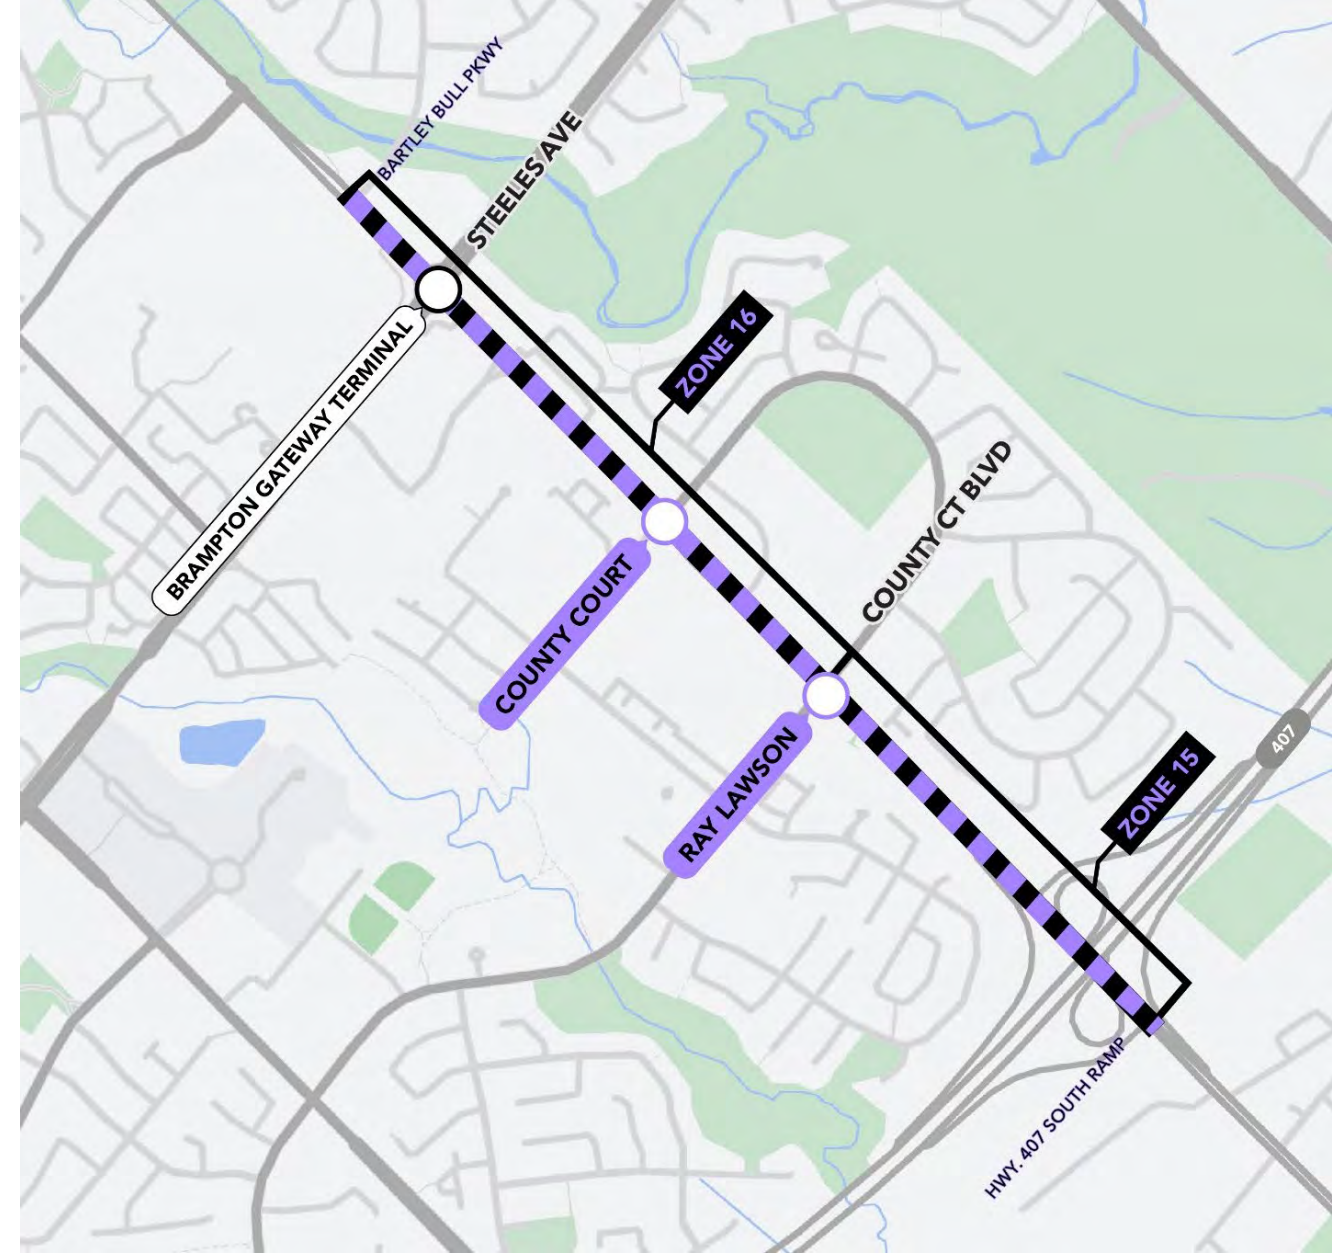 BARTLEY BULL PKWY
STEELES AVE
BRAMPTON GATEWAY TERMINAL
ZONE 16
COUNTY COURT
COUNTY CT BLVD
RAY LAWSON
407
ZONE 15
HWY. 407 SOUTH RAMP